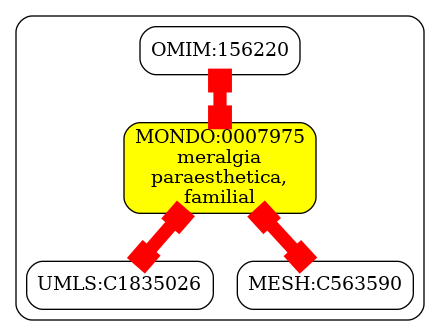 OMIM:156220
MONDO:0007975
meralgia
paraesthetica,
familial
UMLS:C1835026
MESH:C563590